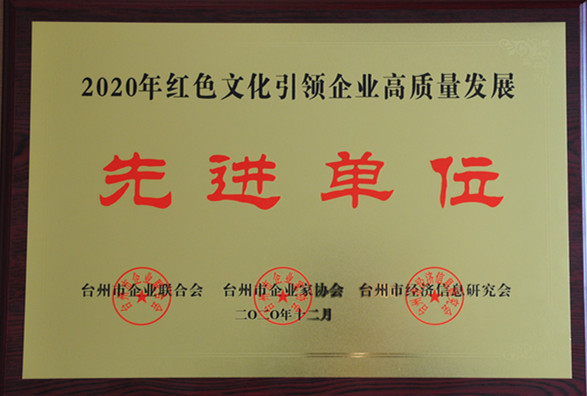 2020年红色文化引领企业高质量发展
先进单位
台州市企业联合会 台州市企业家协会 台州市经济信息研究会
二〇二〇年十二月